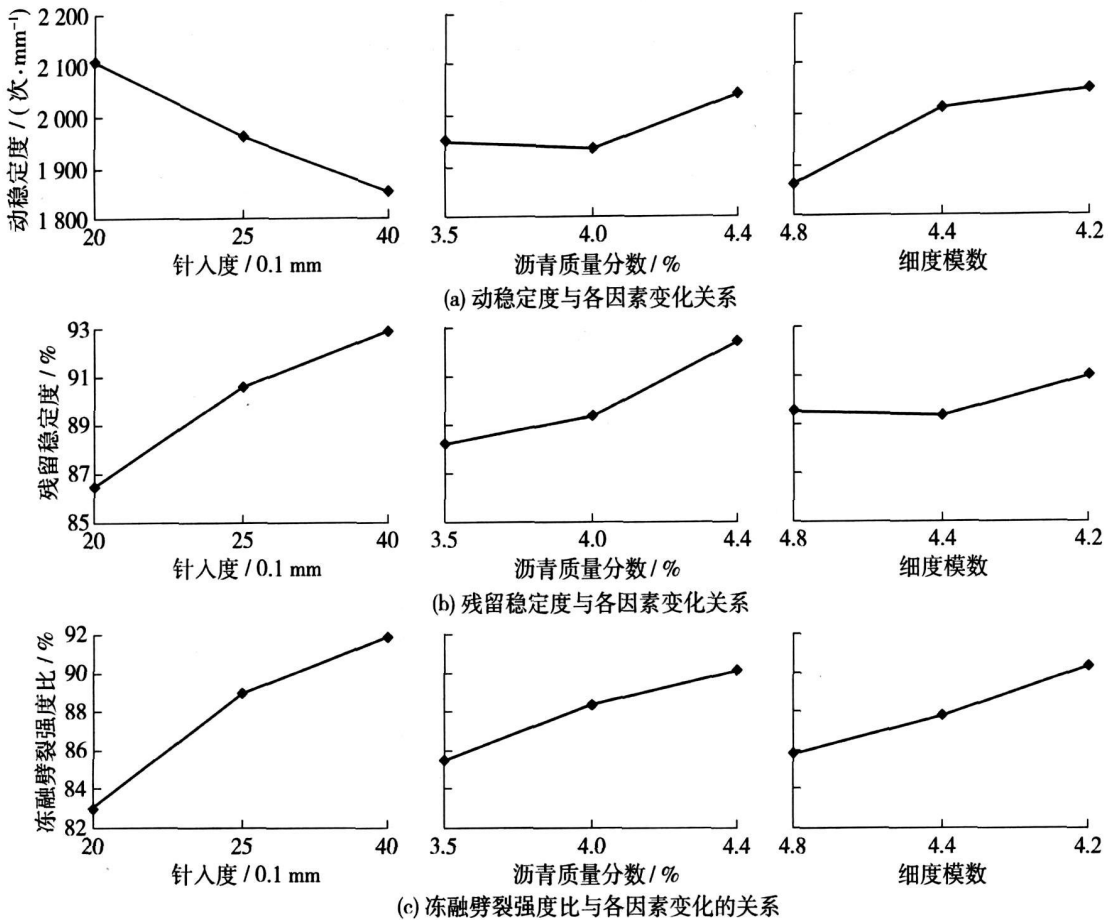 动稳定度 / (次·mm⁻¹)
2 200
2 100
2 000
1 900
1 800
20 25 40
针入度 / 0.1 mm
3.5 4.0 4.4
沥青质量分数 / %
4.8 4.4 4.2
细度模数
(a) 动稳定度与各因素变化关系
残留稳定度 / %
93
91
89
87
85
20 25 40
针入度 / 0.1 mm
3.5 4.0 4.4
沥青质量分数 / %
4.8 4.4 4.2
细度模数
(b) 残留稳定度与各因素变化关系
冻融劈裂强度比 / %
92
90
88
86
84
82
20 25 40
针入度 / 0.1 mm
3.5 4.0 4.4
沥青质量分数 / %
4.8 4.4 4.2
细度模数
(c) 冻融劈裂强度比与各因素变化的关系